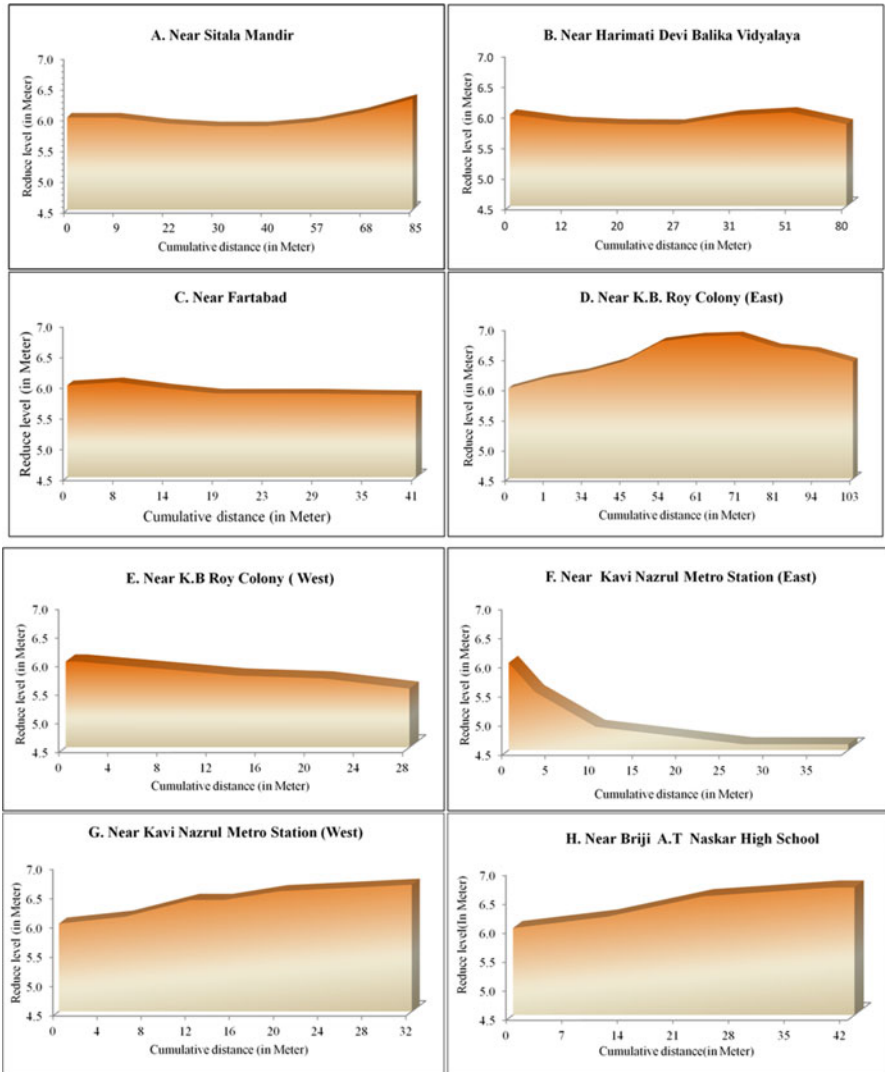 A. Near Sitala Mandir
7.0
6.5
6.0
5.5
5.0
4.5
Reduce level (in Meter)
0 9 22 30 40 57 68 85
Cumulative distance (in Meter)
B. Near Harimati Devi Balika Vidyalaya
7.0
6.5
6.0
5.5
5.0
4.5
Reduce level (in Meter)
0 12 20 27 31 51 80
Cumulative distance (in Meter)
C. Near Fartabad
7.0
6.5
6.0
5.5
5.0
4.5
Reduce level (in Meter)
0 8 14 19 23 29 35 41
Cumulative distance (in Meter)
D. Near K.B. Roy Colony (East)
7.0
6.5
6.0
5.5
5.0
4.5
Reduce level (in Meter)
0 1 34 45 54 61 71 81 94 103
Cumulative distance (in Meter)
E. Near K.B Roy Colony ( West)
7.0
6.5
6.0
5.5
5.0
4.5
Reduce level (in Meter)
0 4 8 12 16 20 24 28
Cumulative distance (in Meter)
F. Near Kavi Nazrul Metro Station (East)
7.0
6.5
6.0
5.5
5.0
4.5
Reduce level (in Meter)
0 5 10 15 20 25 30 35
Cumulative distance (in Meter)
G. Near Kavi Nazrul Metro Station (West)
7.0
6.5
6.0
5.5
5.0
4.5
Reduce level (in Meter)
0 4 8 12 16 20 24 28 32
Cumulative distance (in Meter)
H. Near Briji A.T Naskar High School
7.0
6.5
6.0
5.5
5.0
4.5
Reduce level(In Meter)
0 7 14 21 28 35 42
Cumulative distance(in Meter)